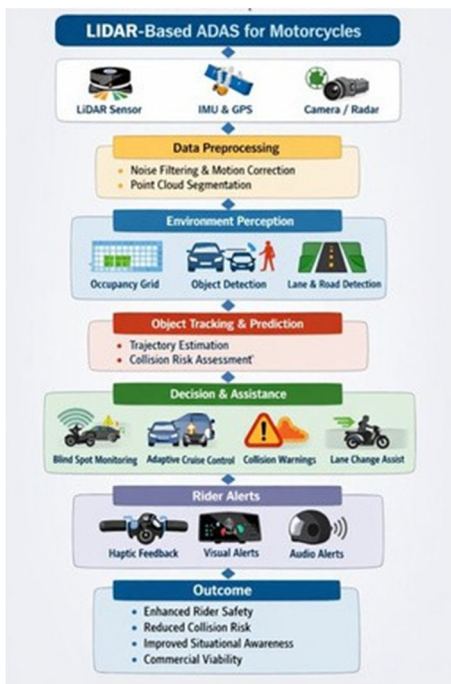 LIDAR-Based ADAS for Motorcycles
LiDAR Sensor
IMU & GPS
Camera / Radar
Data Preprocessing
• Noise Filtering & Motion Correction
• Point Cloud Segmentation
Environment Perception
Occupancy Grid
Object Detection
Lane & Road Detection
Object Tracking & Prediction
• Trajectory Estimation
• Collision Risk Assessment
Decision & Assistance
Blind Spot Monitoring
Adaptive Cruise Control
Collision Warnings
Lane Change Assist
Rider Alerts
Haptic Feedback
Visual Alerts
Audio Alerts
Outcome
• Enhanced Rider Safety
• Reduced Collision Risk
• Improved Situational Awareness
• Commercial Viability